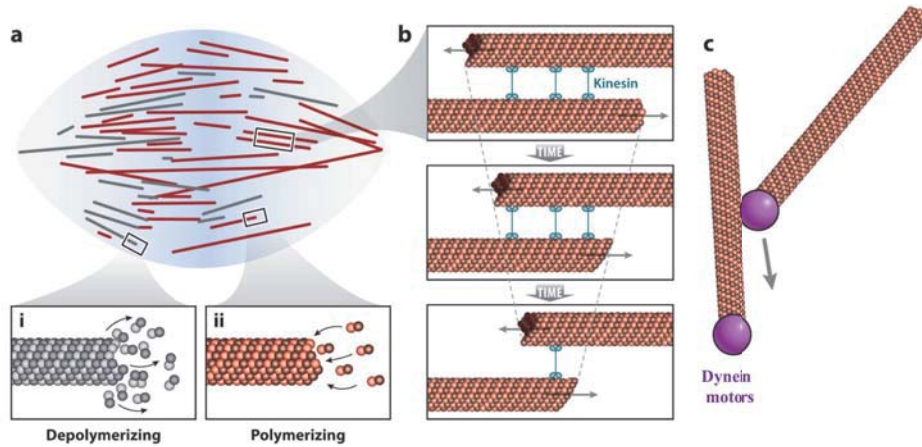 a
b
c
Kinesin
TIME
TIME
i
ii
Depolymerizing
Polymerizing
Dynein
motors